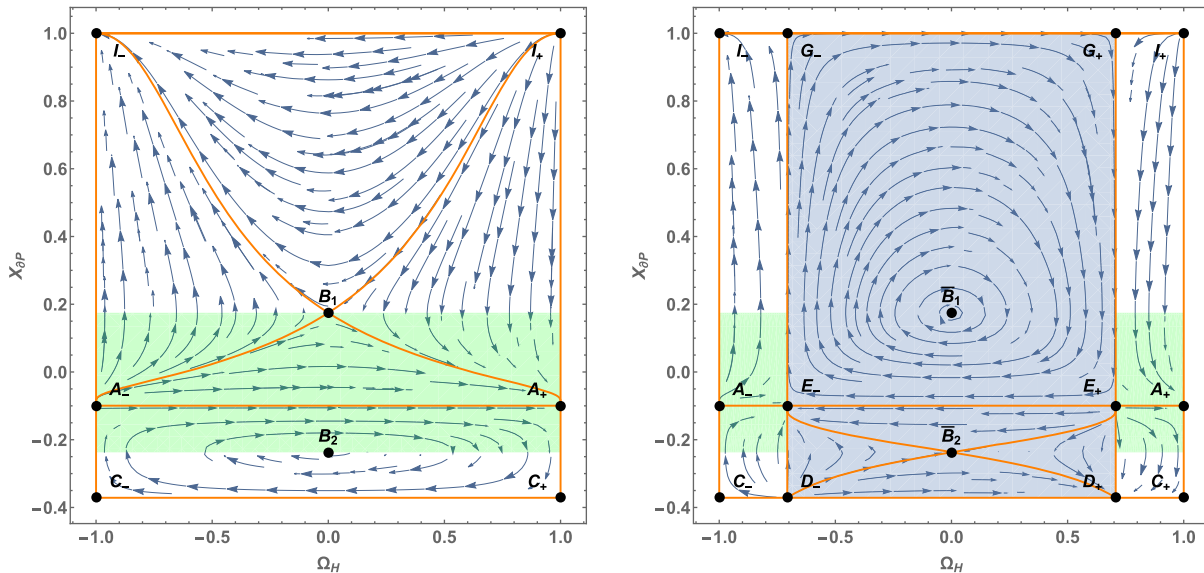 1.0
0.8
0.6
0.4
0.2
0.0
−0.2
−0.4
X∂P
−1.0 −0.5 0.0 0.5 1.0
ΩH
I− I+
B1
A− A+
B2
C− C+
1.0
0.8
0.6
0.4
0.2
0.0
−0.2
−0.4
X∂P
−1.0 −0.5 0.0 0.5 1.0
ΩH
I− G− G+ I+
B̅1
A− E− E+ A+
B̅2
C− D− D+ C+